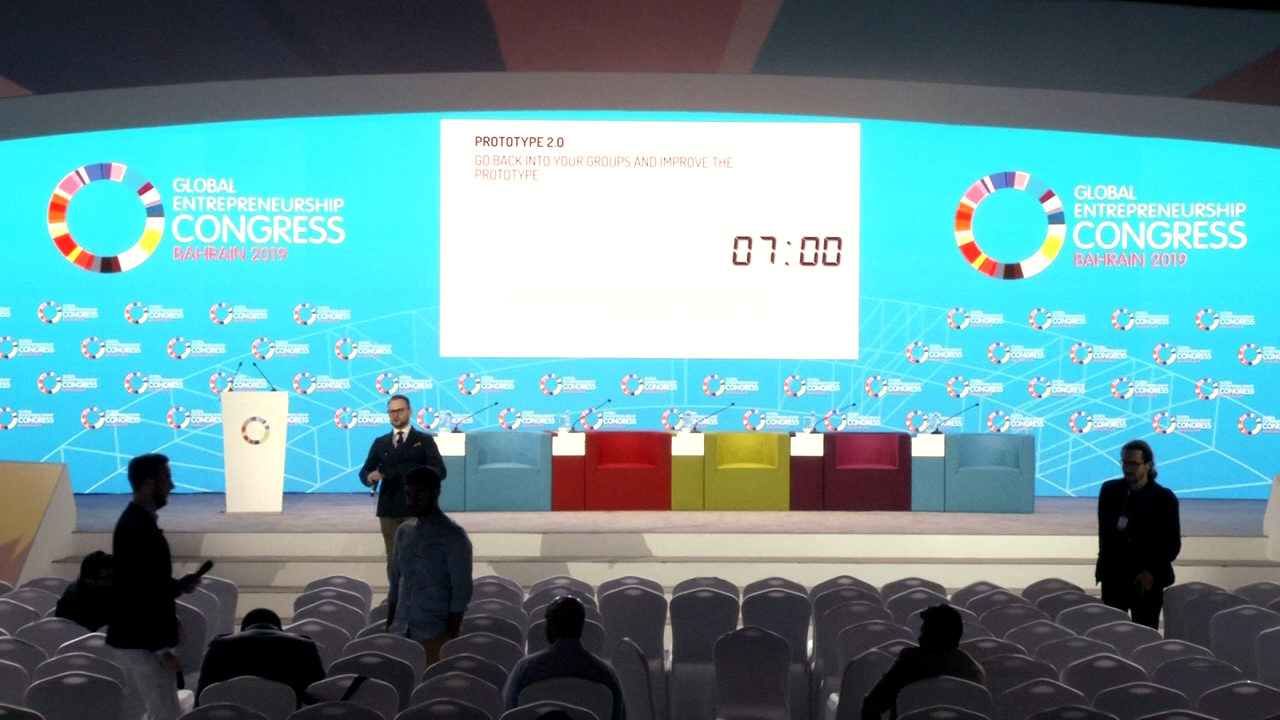 PROTOTYPE 2.0
GO BACK INTO YOUR GROUPS AND IMPROVE THE
PROTOTYPE
07:00
GLOBAL
ENTREPRENEURSHIP
CONGRESS
BAHRAIN 2019
GLOBAL
ENTREPRENEURSHIP
CONGRESS
BAHRAIN 2019